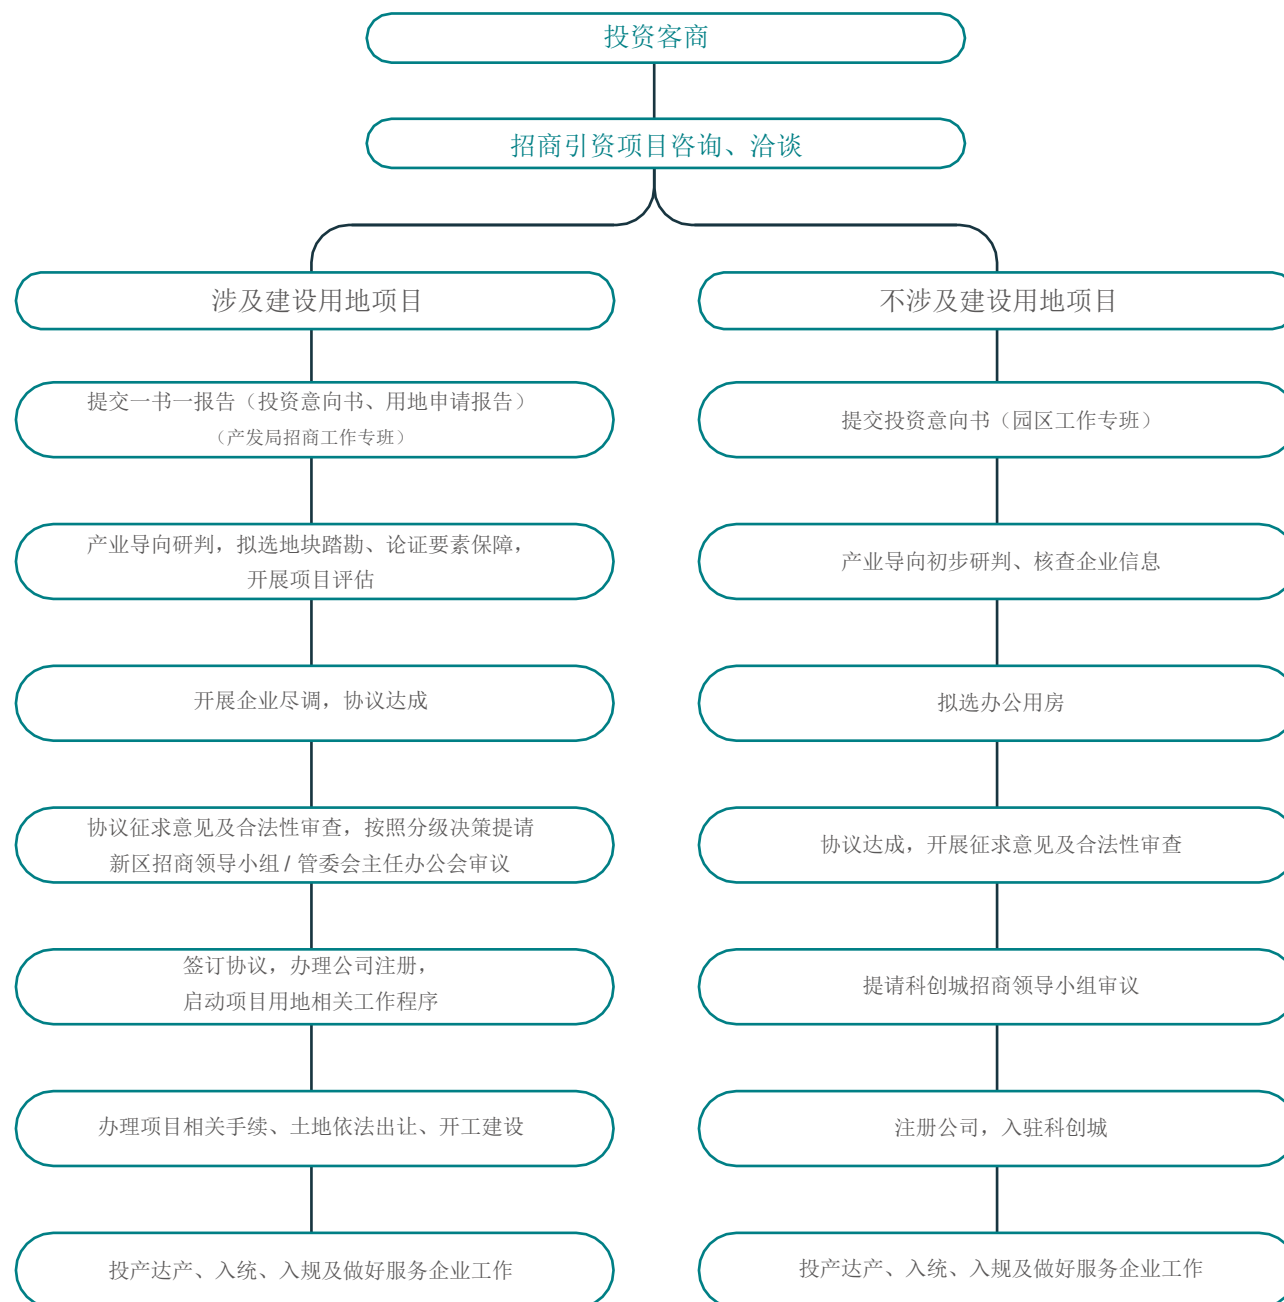 投资客商
招商引资项目咨询、洽谈
涉及建设用地项目
不涉及建设用地项目
提交一书一报告（投资意向书、用地申请报告）
（产发局招商工作专班）
提交投资意向书（园区工作专班）
产业导向研判，拟选地块踏勘、论证要素保障，
开展项目评估
产业导向初步研判、核查企业信息
开展企业尽调，协议达成
拟选办公用房
协议征求意见及合法性审查，按照分级决策提请
新区招商领导小组 / 管委会主任办公会审议
协议达成，开展征求意见及合法性审查
签订协议，办理公司注册，
启动项目用地相关工作程序
提请科创城招商领导小组审议
办理项目相关手续、土地依法出让、开工建设
注册公司，入驻科创城
投产达产、入统、入规及做好服务企业工作
投产达产、入统、入规及做好服务企业工作